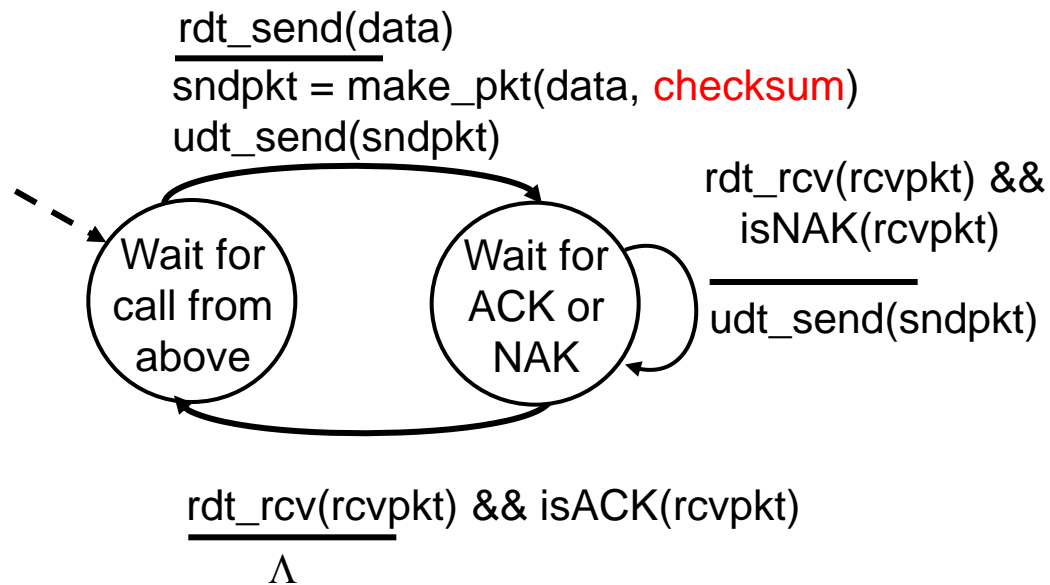 rdt_send(data)
sndpkt = make_pkt(data, checksum)
udt_send(sndpkt)
rdt_rcv(rcvpkt) &&
isNAK(rcvpkt)
udt_send(sndpkt)
Wait for
call from
above
Wait for
ACK or
NAK
rdt_rcv(rcvpkt) && isACK(rcvpkt)
Λ